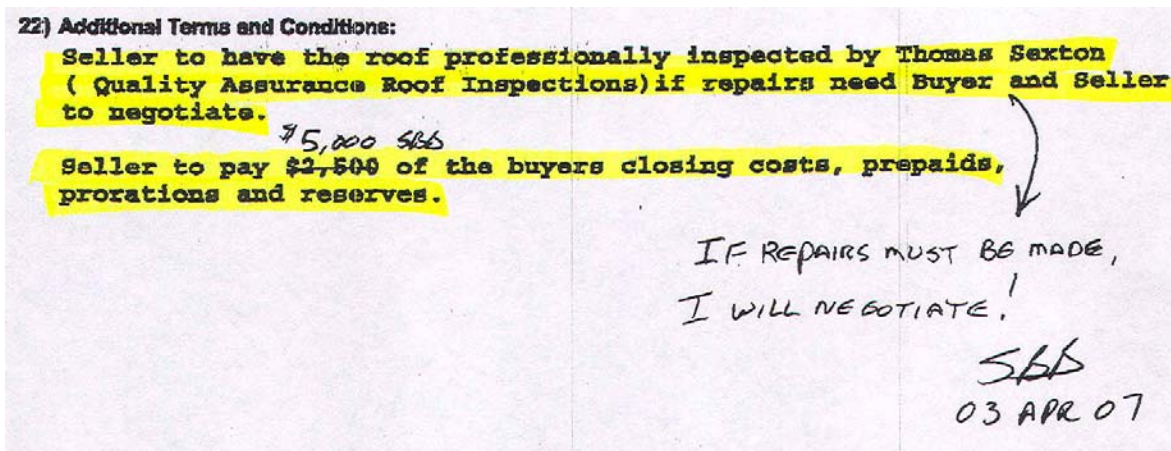 22) Additional Terms and Conditions:
Seller to have the roof professionally inspected by Thomas Sexton
( Quality Assurance Roof Inspections)if repairs need Buyer and Seller
to negotiate.
$5,000 SBD
Seller to pay $2,500 of the buyers closing costs, prepaids,
prorations and reserves.
IF REPAIRS MUST BE MADE,
I WILL NEGOTIATE!
SBD
03 APR 07